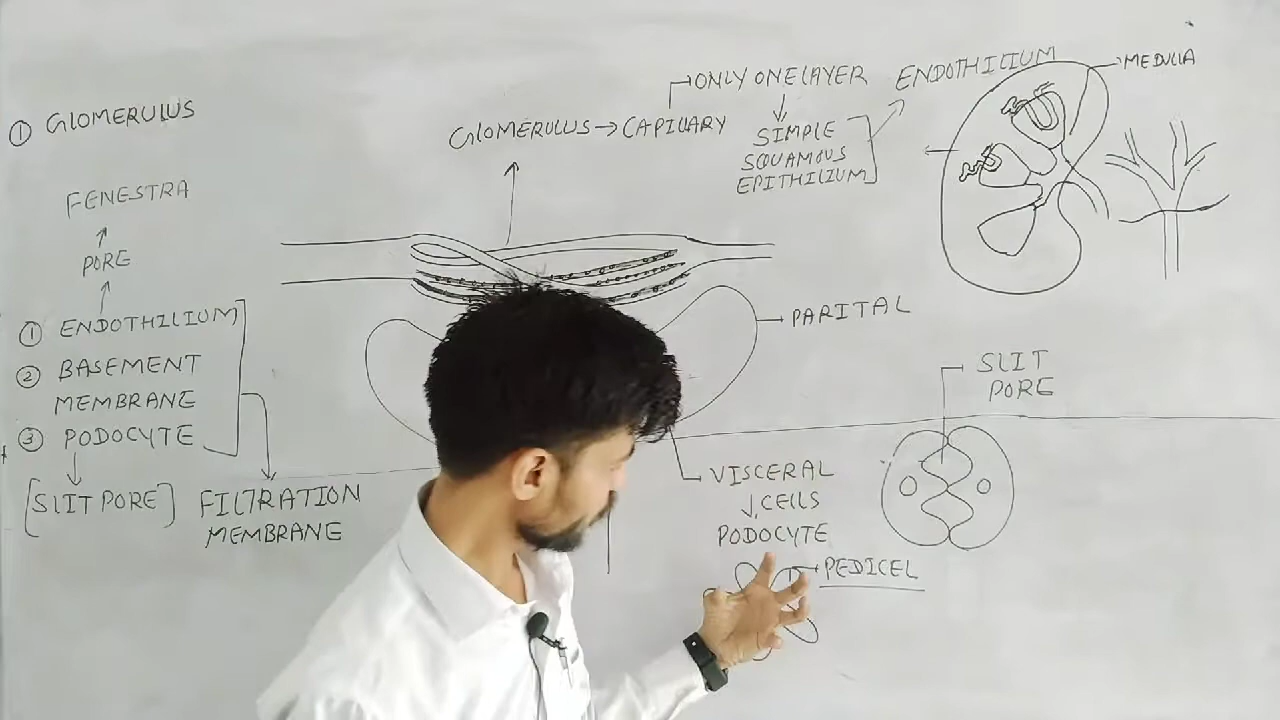 ① GLOMERULUS
FENESTRA
PORE
① ENDOTHILIUM
② BASEMENT
MEMBRANE
③ PODOCYTE
[SLIT PORE]
FILTRATION
MEMBRANE
GLOMERULUS → CAPILLARY
ONLY ONE LAYER
SIMPLE
SQUAMOUS
EPITHILIUM
ENDOTHILIUM
MEDULLA
PARITAL
SLIT
PORE
VISCERAL
↓ CELLS
PODOCYTE
PEDICEL